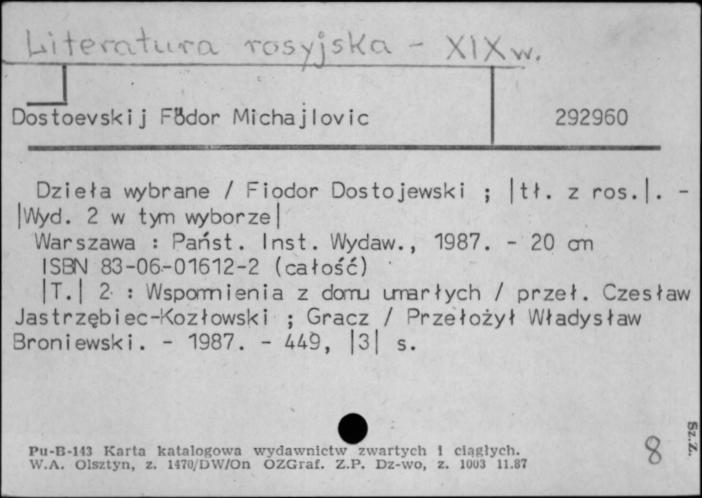 Literatura rosyjska - XIX w.
Dostoevskij Födor Michajlovic 292960
Dzieła wybrane / Fiodor Dostojewski ; |tł. z ros.|. -
|Wyd. 2 w tym wyborze|
Warszawa : Państ. Inst. Wydaw., 1987. - 20 cm
ISBN 83-06-01612-2 (całość)
|T.| 2 : Wspomnienia z domu umarłych / przeł. Czesław
Jastrzębiec-Kozłowski ; Gracz / Przełożył Władysław
Broniewski. - 1987. - 449, |3| s.
Pu-B-143 Karta katalogowa wydawnictw zwartych i ciągłych.
W.A. Olsztyn, z. 1470/DW/On OZGraf. Z.P. Dz-wo, z. 1003 11.87
8
Sz.Z.